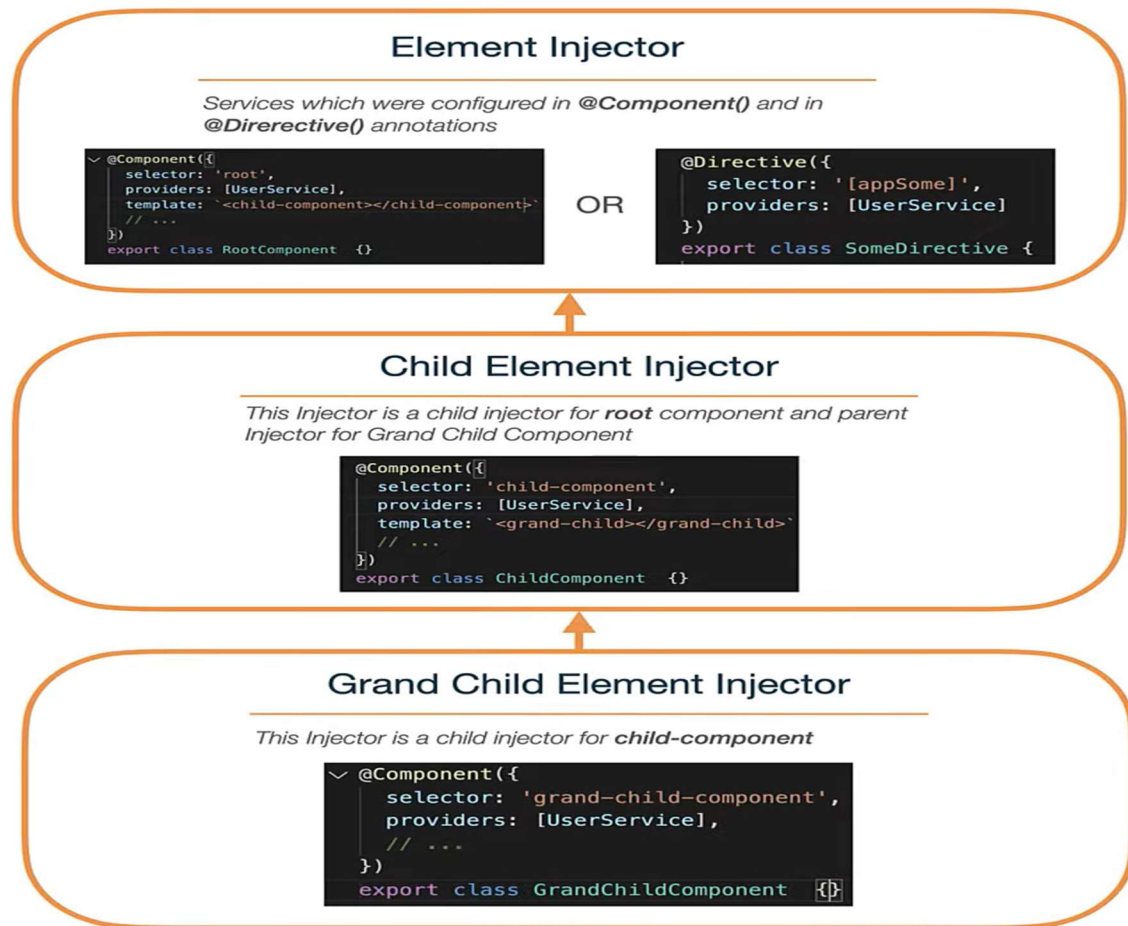 Element Injector
Services which were configured in @Component() and in
@Direrective() annotations
@Component({
selector: 'root',
providers: [UserService],
template: `<child-component></child-component>`
// ...
})
export class RootComponent {}
OR
@Directive({
selector: '[appSome]',
providers: [UserService]
})
export class SomeDirective {
Child Element Injector
This Injector is a child injector for root component and parent
Injector for Grand Child Component
@Component({
selector: 'child-component',
providers: [UserService],
template: `<grand-child></grand-child>`
// ...
})
export class ChildComponent {}
Grand Child Element Injector
This Injector is a child injector for child-component
@Component({
selector: 'grand-child-component',
providers: [UserService],
// ...
})
export class GrandChildComponent {}